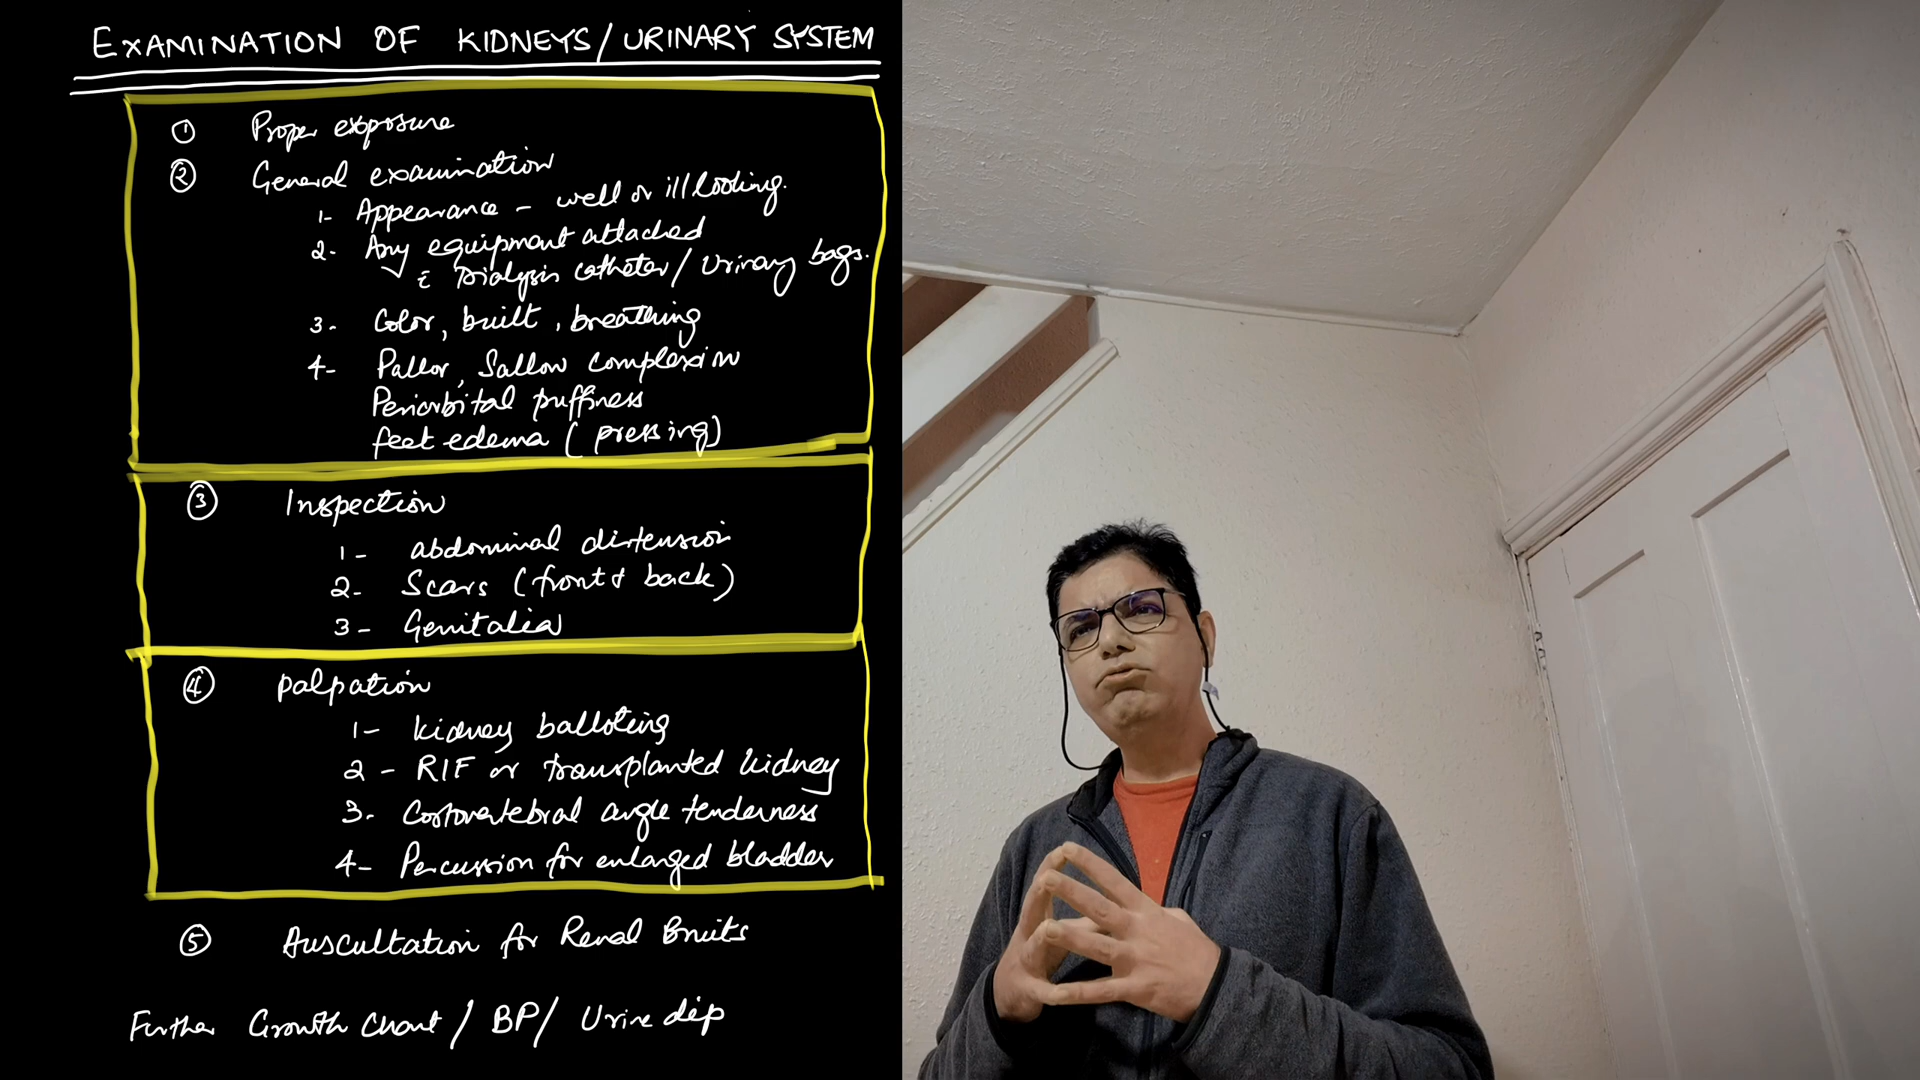 EXAMINATION OF KIDNEYS/URINARY SYSTEM
① Proper exposure
② General examination
1- Appearance - well or ill looking.
2. Any equipment attached
Dialysis catheter/Urinary bags.
3. Color, built, breathing
4- Pallor, Sallow complexion
Periorbital puffiness
feet edema (pressing)
③ Inspection
1- abdominal distension
2. Scars (front & back)
3- Genitalia
④ palpation
1- kidney balloting
2- RIF or transplanted kidney
3. Costovertebral angle tenderness
4- Percussion for enlarged bladder
⑤ Auscultation for Renal Bruits
Further Growth Chart / BP/ Urine dip